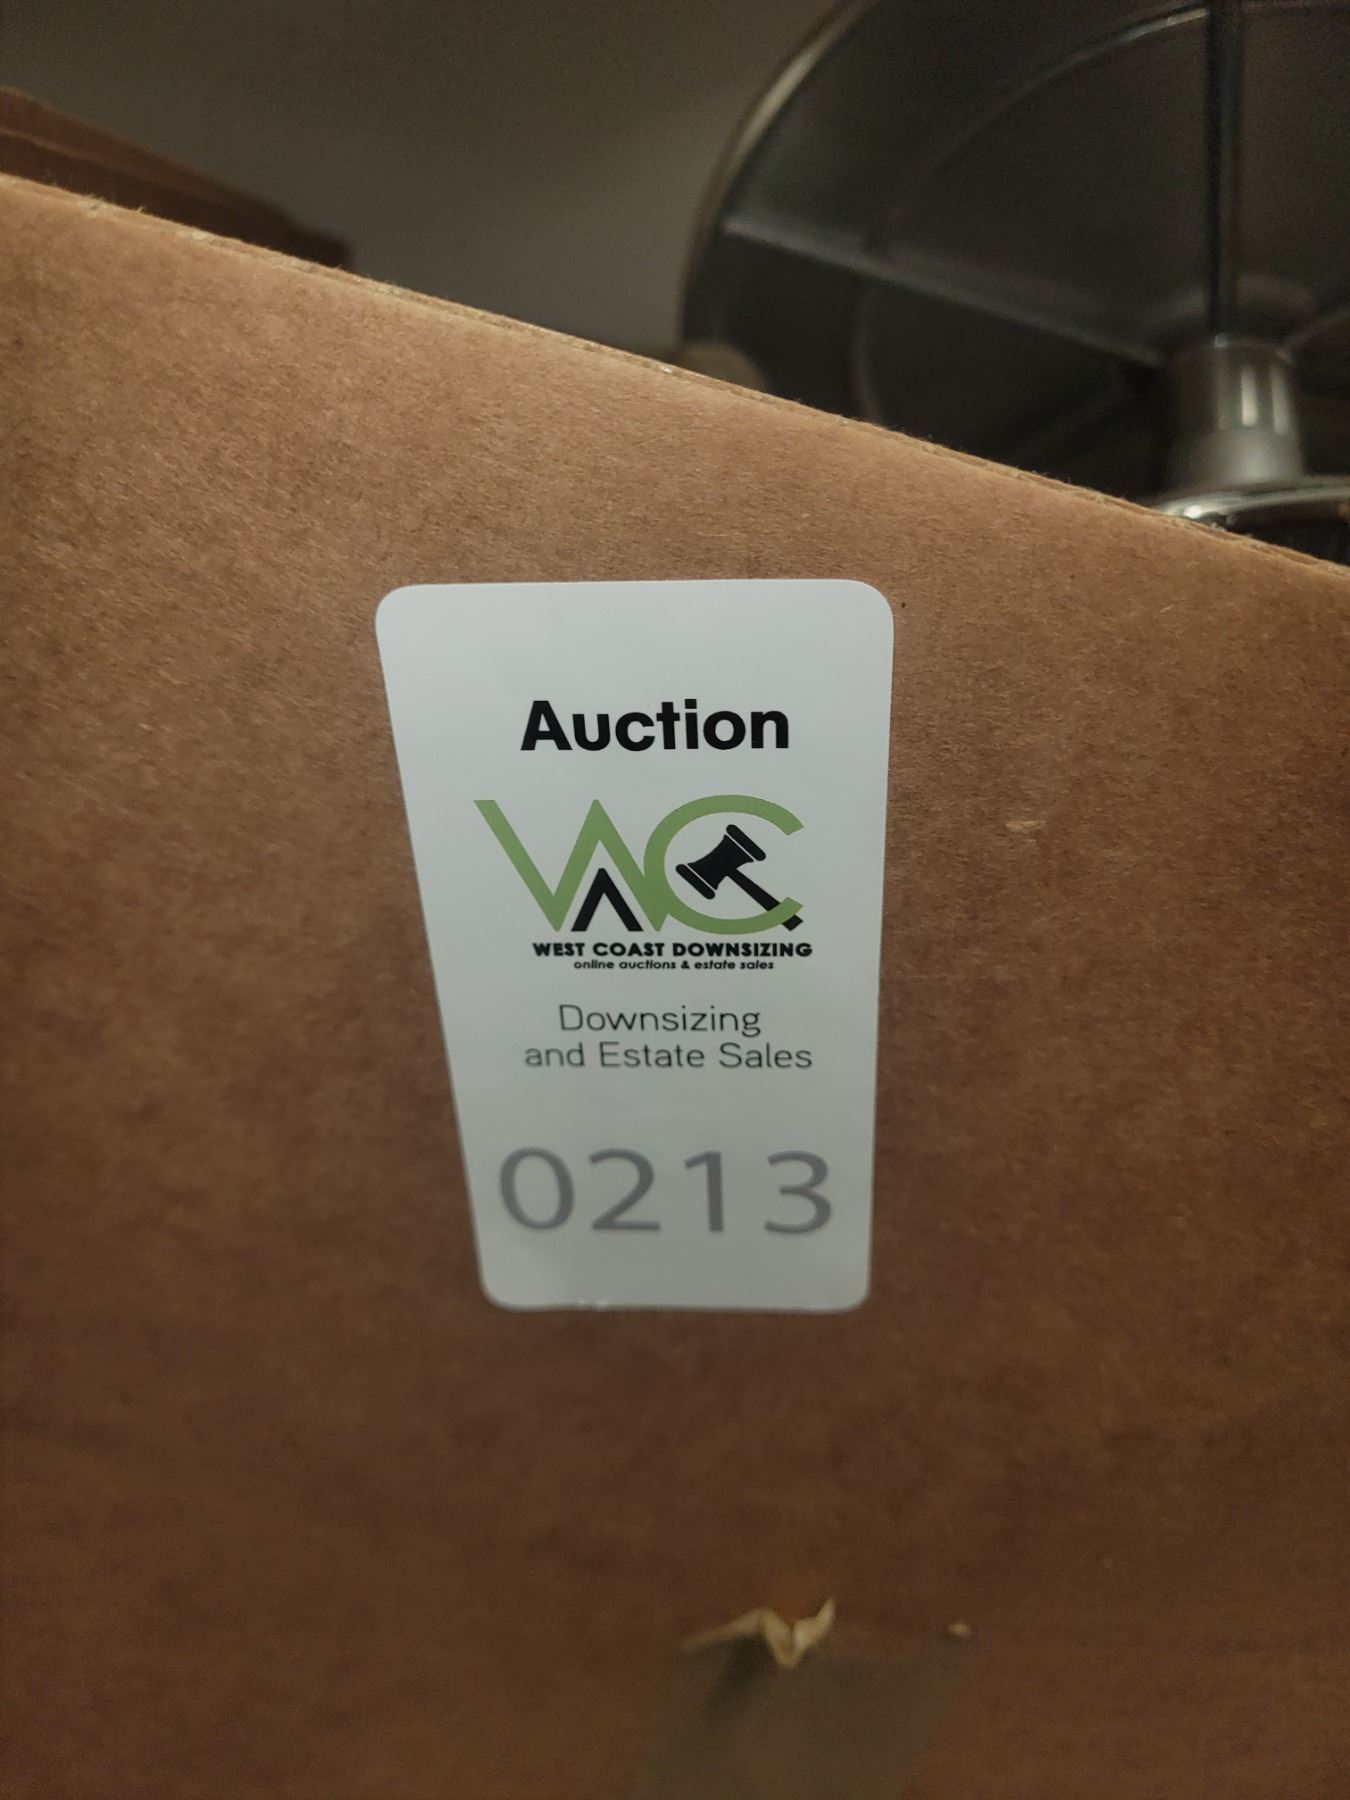 Auction
WC
WEST COAST DOWNSIZING
online auctions & estate sales
Downsizing
and Estate Sales
0213